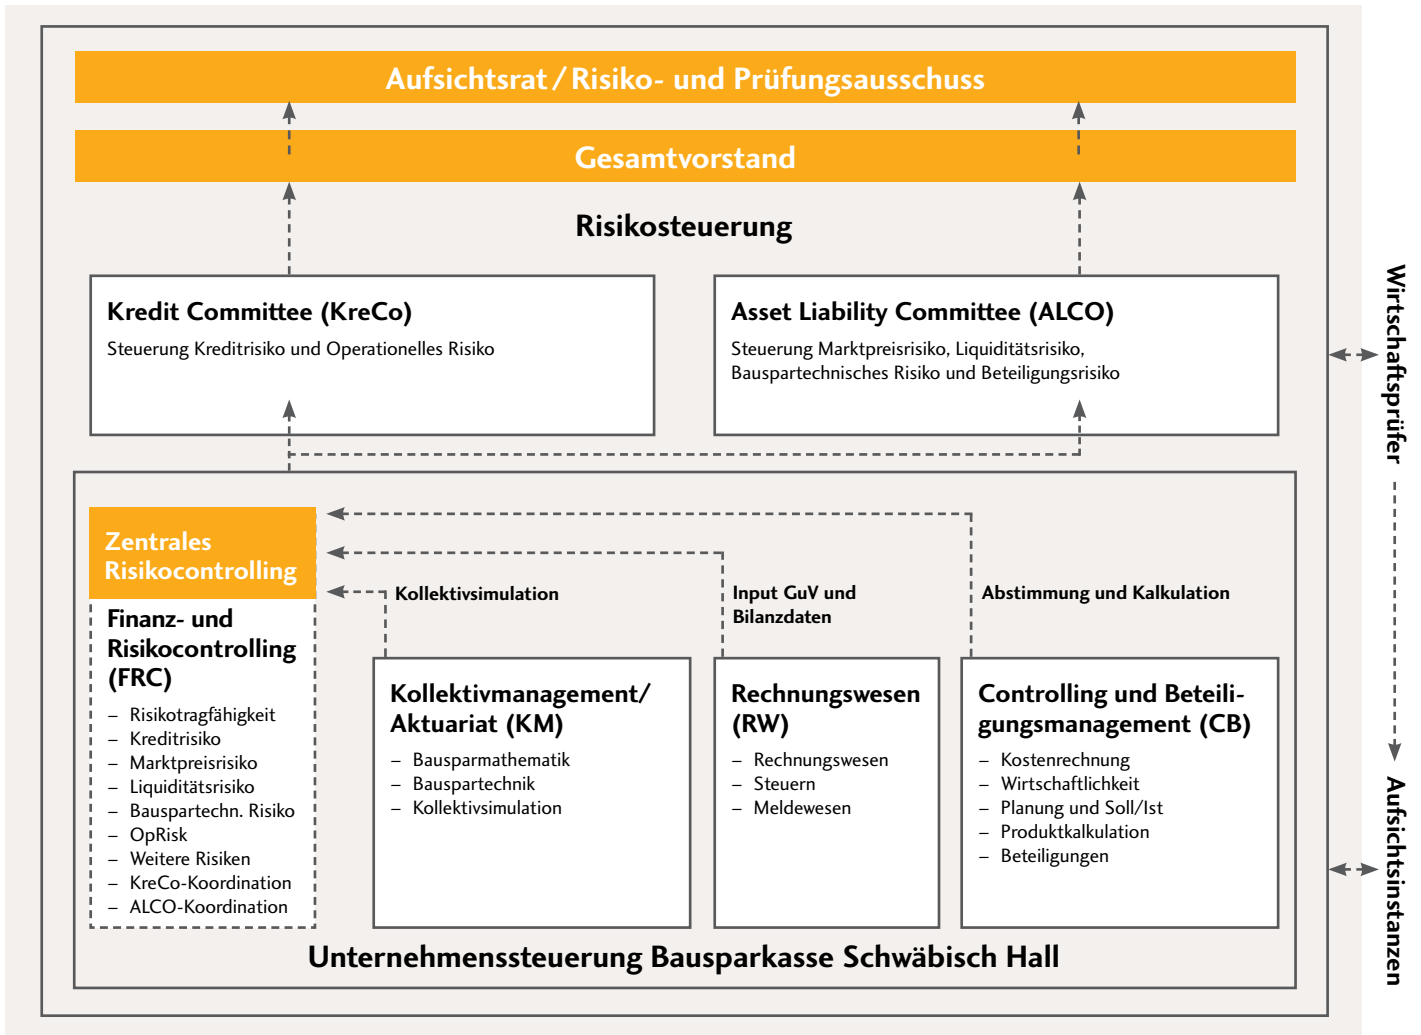 Aufsichtsrat / Risiko- und Prüfungsausschuss
Gesamtvorstand
Risikosteuerung
Kredit Committee (KreCo)
Steuerung Kreditrisiko und Operationelles Risiko
Asset Liability Committee (ALCO)
Steuerung Marktpreisrisiko, Liquiditätsrisiko,
Bauspartechnisches Risiko und Beteiligungsrisiko
Zentrales
Risikocontrolling
Finanz- und
Risikocontrolling
(FRC)
– Risikotragfähigkeit
– Kreditrisiko
– Marktpreisrisiko
– Liquiditätsrisiko
– Bauspartechn. Risiko
– OpRisk
– Weitere Risiken
– KreCo-Koordination
– ALCO-Koordination
Kollektivsimulation
Kollektivmanagement/
Aktuariat (KM)
– Bausparmathematik
– Bauspartechnik
– Kollektivsimulation
Input GuV und
Bilanzdaten
Rechnungswesen
(RW)
– Rechnungswesen
– Steuern
– Meldewesen
Abstimmung und Kalkulation
Controlling und Beteili-
gungsmanagement (CB)
– Kostenrechnung
– Wirtschaftlichkeit
– Planung und Soll/Ist
– Produktkalkulation
– Beteiligungen
Unternehmenssteuerung Bausparkasse Schwäbisch Hall
Wirtschaftsprüfer
Aufsichtsinstanzen